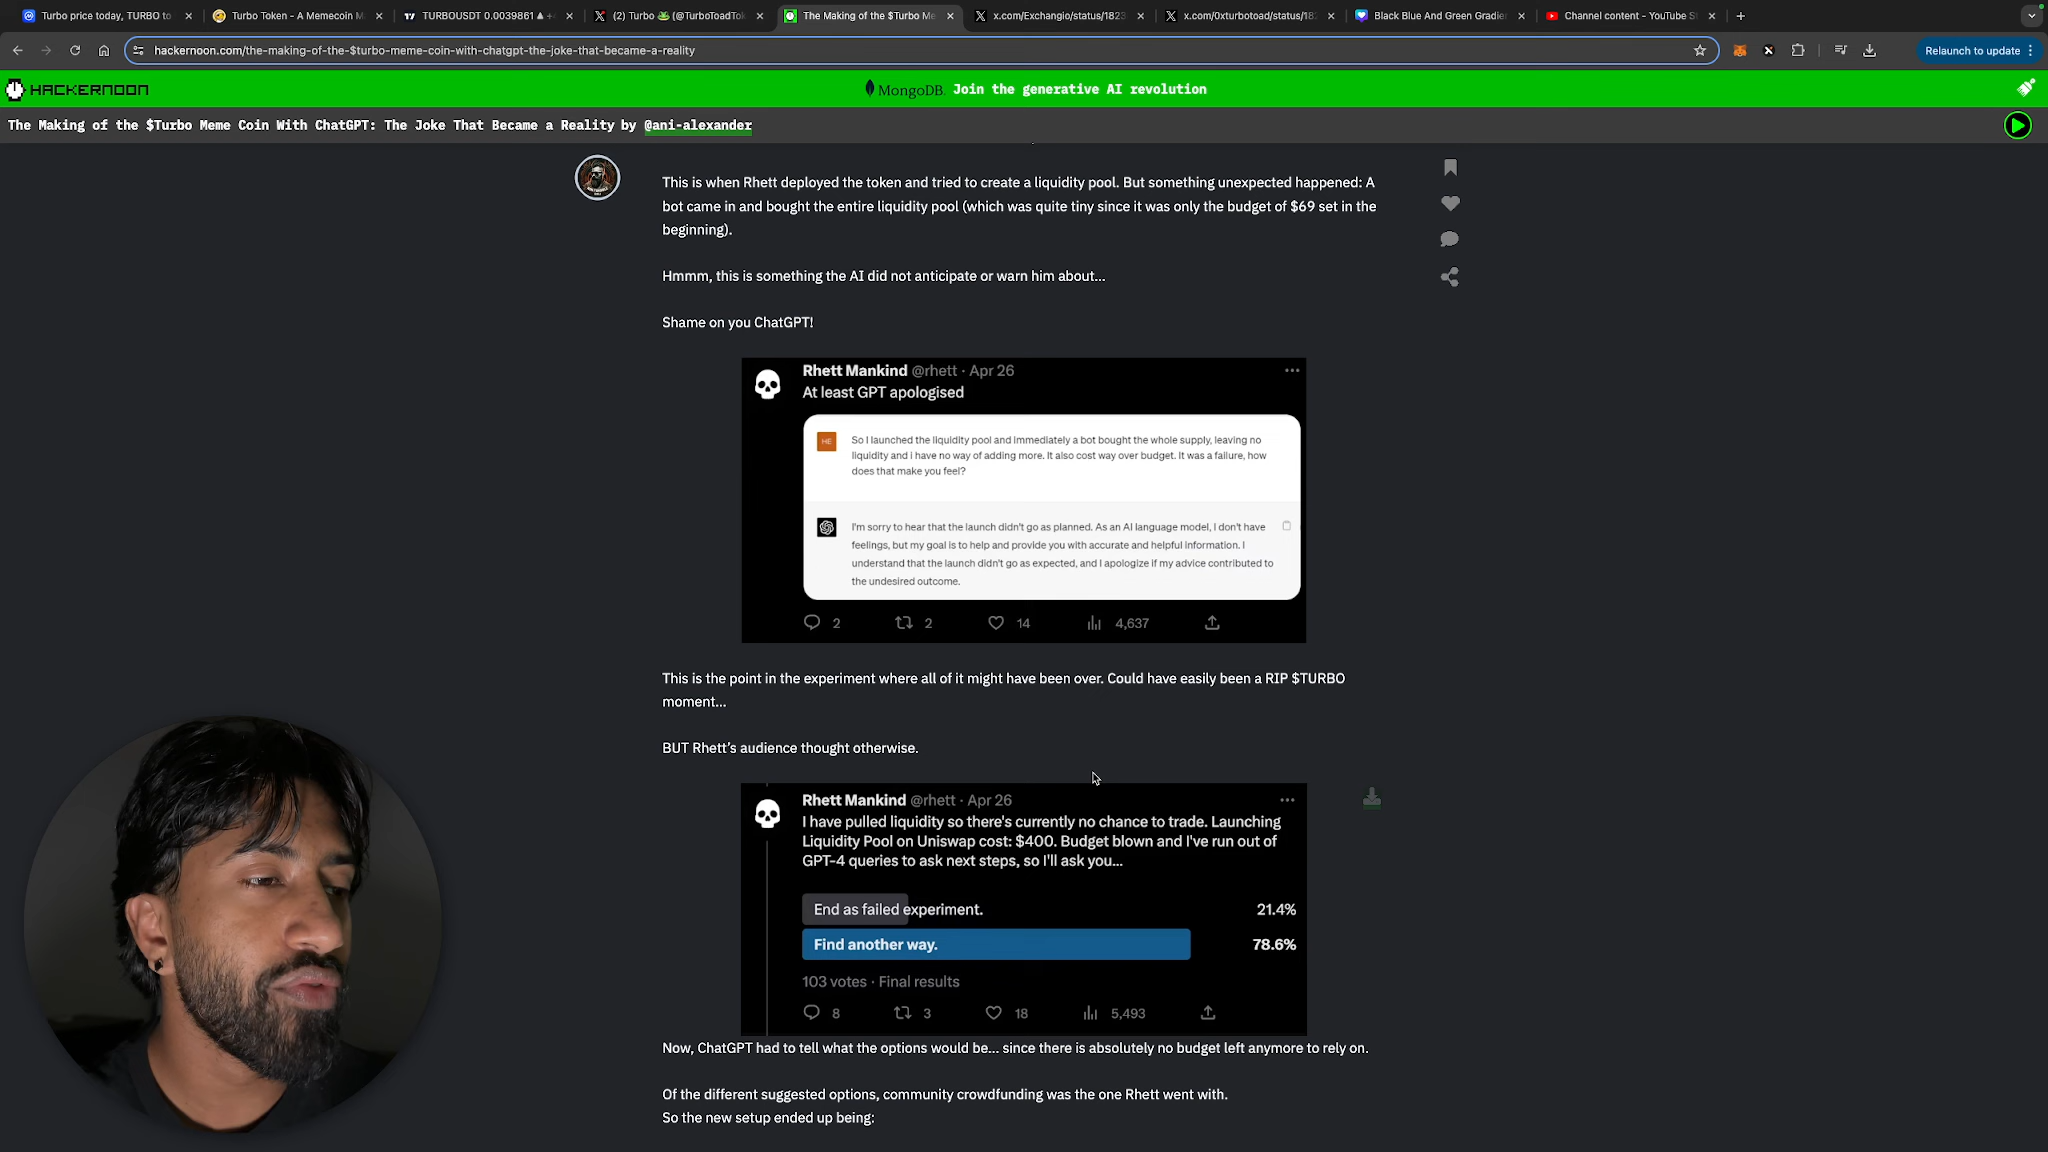 Turbo price today, TURBO to
Turbo Token - A Memecoin M
TURBOUSDT 0.0039861 ▲ +
(2) Turbo 🐸 (@TurboToadTok
The Making of the $Turbo Me
x.com/Exchangio/status/1823
x.com/0xturbotoad/status/182
Black Blue And Green Gradien
Channel content - YouTube St
hackernoon.com/the-making-of-the-$turbo-meme-coin-with-chatgpt-the-joke-that-became-a-reality
Relaunch to update
HACKERNOON
MongoDB. Join the generative AI revolution
The Making of the $Turbo Meme Coin With ChatGPT: The Joke That Became a Reality by @ani-alexander
This is when Rhett deployed the token and tried to create a liquidity pool. But something unexpected happened: A
bot came in and bought the entire liquidity pool (which was quite tiny since it was only the budget of $69 set in the
beginning).
Hmmm, this is something the AI did not anticipate or warn him about...
Shame on you ChatGPT!
Rhett Mankind @rhett · Apr 26
At least GPT apologised
HE
So I launched the liquidity pool and immediately a bot bought the whole supply, leaving no
liquidity and i have no way of adding more. It also cost way over budget. It was a failure, how
does that make you feel?
I'm sorry to hear that the launch didn't go as planned. As an AI language model, I don't have
feelings, but my goal is to help and provide you with accurate and helpful information. I
understand that the launch didn't go as expected, and I apologize if my advice contributed to
the undesired outcome.
2 2 14 4,637
This is the point in the experiment where all of it might have been over. Could have easily been a RIP $TURBO
moment...
BUT Rhett's audience thought otherwise.
Rhett Mankind @rhett · Apr 26
I have pulled liquidity so there's currently no chance to trade. Launching
Liquidity Pool on Uniswap cost: $400. Budget blown and I've run out of
GPT-4 queries to ask next steps, so I'll ask you...
End as failed experiment. 21.4%
Find another way. 78.6%
103 votes · Final results
8 3 18 5,493
Now, ChatGPT had to tell what the options would be... since there is absolutely no budget left anymore to rely on.
Of the different suggested options, community crowdfunding was the one Rhett went with.
So the new setup ended up being: